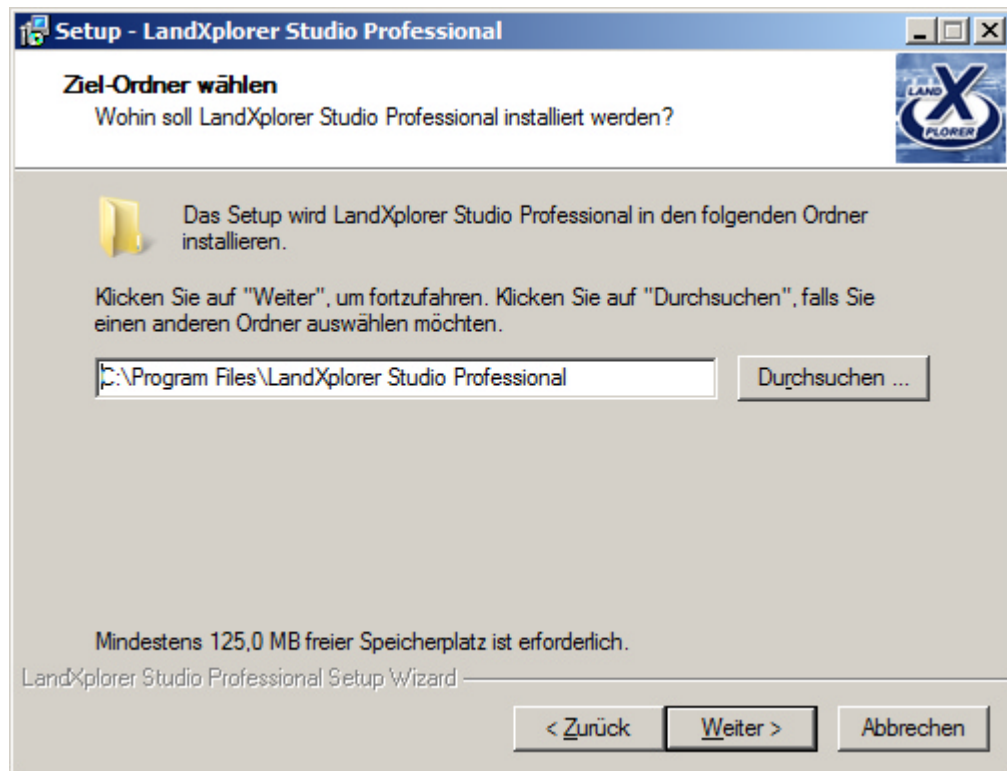 Setup - LandXplorer Studio Professional
Ziel-Ordner wählen
Wohin soll LandXplorer Studio Professional installiert werden?
LAND
X
PLORER
Das Setup wird LandXplorer Studio Professional in den folgenden Ordner
installieren.
Klicken Sie auf "Weiter", um fortzufahren. Klicken Sie auf "Durchsuchen", falls Sie
einen anderen Ordner auswählen möchten.
C:\Program Files\LandXplorer Studio Professional
Durchsuchen ...
Mindestens 125,0 MB freier Speicherplatz ist erforderlich.
LandXplorer Studio Professional Setup Wizard
< Zurück
Weiter >
Abbrechen